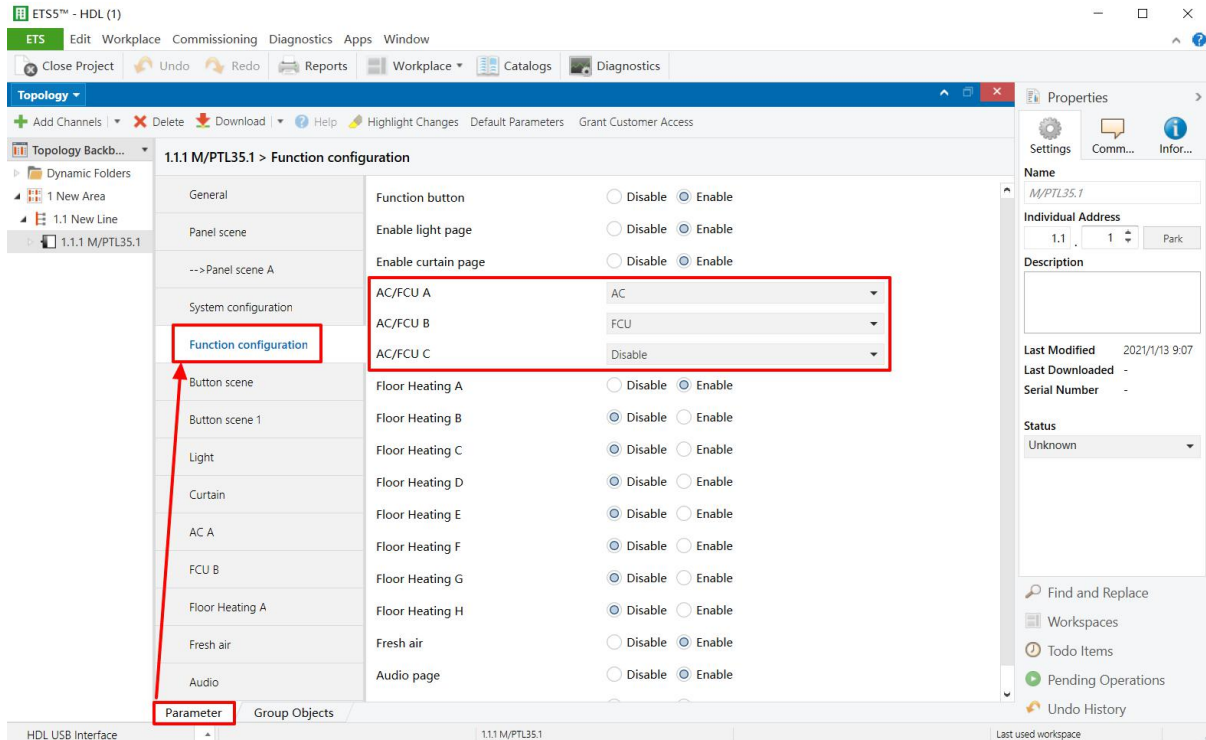 ETS5™ - HDL (1)
ETS Edit Workplace Commissioning Diagnostics Apps Window
Close Project Undo Redo Reports Workplace Catalogs Diagnostics
Topology
Add Channels Delete Download Help Highlight Changes Default Parameters Grant Customer Access
Topology Backb...
Dynamic Folders
1 New Area
1.1 New Line
1.1.1 M/PTL35.1
1.1.1 M/PTL35.1 > Function configuration
General
Panel scene
-->Panel scene A
System configuration
Function configuration
Button scene
Button scene 1
Light
Curtain
AC A
FCU B
Floor Heating A
Fresh air
Audio
Function button Disable Enable
Enable light page Disable Enable
Enable curtain page Disable Enable
AC/FCU A AC
AC/FCU B FCU
AC/FCU C Disable
Floor Heating A Disable Enable
Floor Heating B Disable Enable
Floor Heating C Disable Enable
Floor Heating D Disable Enable
Floor Heating E Disable Enable
Floor Heating F Disable Enable
Floor Heating G Disable Enable
Floor Heating H Disable Enable
Fresh air Disable Enable
Audio page Disable Enable
Parameter Group Objects
Properties
Settings Comm... Infor...
Name
M/PTL35.1
Individual Address
1.1 . 1 Park
Description
Last Modified 2021/1/13 9:07
Last Downloaded -
Serial Number -
Status
Unknown
Find and Replace
Workspaces
Todo Items
Pending Operations
Undo History
HDL USB Interface 1.1.1 M/PTL35.1 Last used workspace